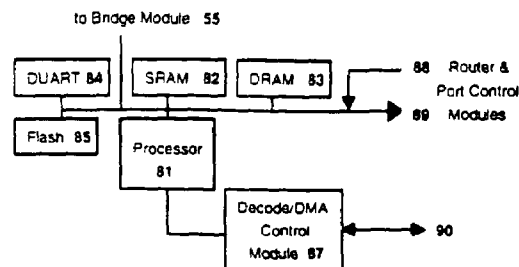 to Bridge Module 55
DUART 84
SRAM 82
DRAM 83
88 Router &
Port Control
89 Modules
Flash 85
Processor
81
Decode/DMA
Control
Module 87
90